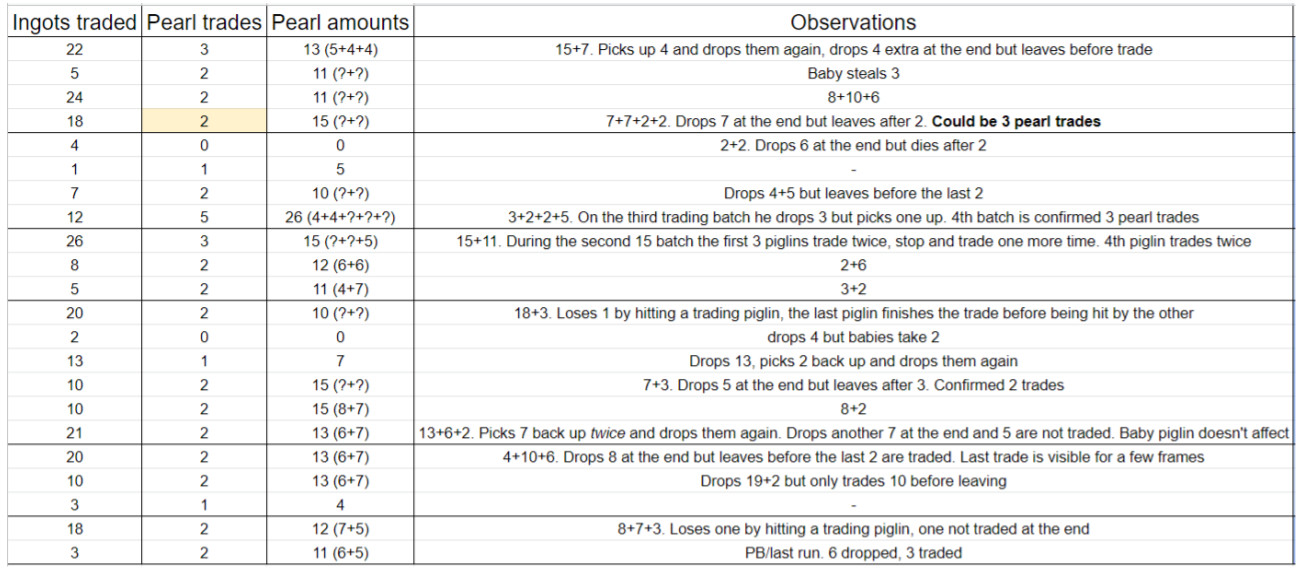 Ingots traded Pearl trades Pearl amounts Observations
22 3 13 (5+4+4) 15+7. Picks up 4 and drops them again, drops 4 extra at the end but leaves before trade
5 2 11 (?+?) Baby steals 3
24 2 11 (?+?) 8+10+6
18 2 15 (?+?) 7+7+2+2. Drops 7 at the end but leaves after 2. Could be 3 pearl trades
4 0 0 2+2. Drops 6 at the end but dies after 2
1 1 5 -
7 2 10 (?+?) Drops 4+5 but leaves before the last 2
12 5 26 (4+4+?+?+?) 3+2+2+5. On the third trading batch he drops 3 but picks one up. 4th batch is confirmed 3 pearl trades
26 3 15 (?+?+5) 15+11. During the second 15 batch the first 3 piglins trade twice, stop and trade one more time. 4th piglin trades twice
8 2 12 (6+6) 2+6
5 2 11 (4+7) 3+2
20 2 10 (?+?) 18+3. Loses 1 by hitting a trading piglin, the last piglin finishes the trade before being hit by the other
2 0 0 drops 4 but babies take 2
13 1 7 Drops 13, picks 2 back up and drops them again
10 2 15 (?+?) 7+3. Drops 5 at the end but leaves after 3. Confirmed 2 trades
10 2 15 (8+7) 8+2
21 2 13 (6+7) 13+6+2. Picks 7 back up twice and drops them again. Drops another 7 at the end and 5 are not traded. Baby piglin doesn't affect
20 2 13 (6+7) 4+10+6. Drops 8 at the end but leaves before the last 2 are traded. Last trade is visible for a few frames
10 2 13 (6+7) Drops 19+2 but only trades 10 before leaving
3 1 4 -
18 2 12 (7+5) 8+7+3. Loses one by hitting a trading piglin, one not traded at the end
3 2 11 (6+5) PB/last run. 6 dropped, 3 traded